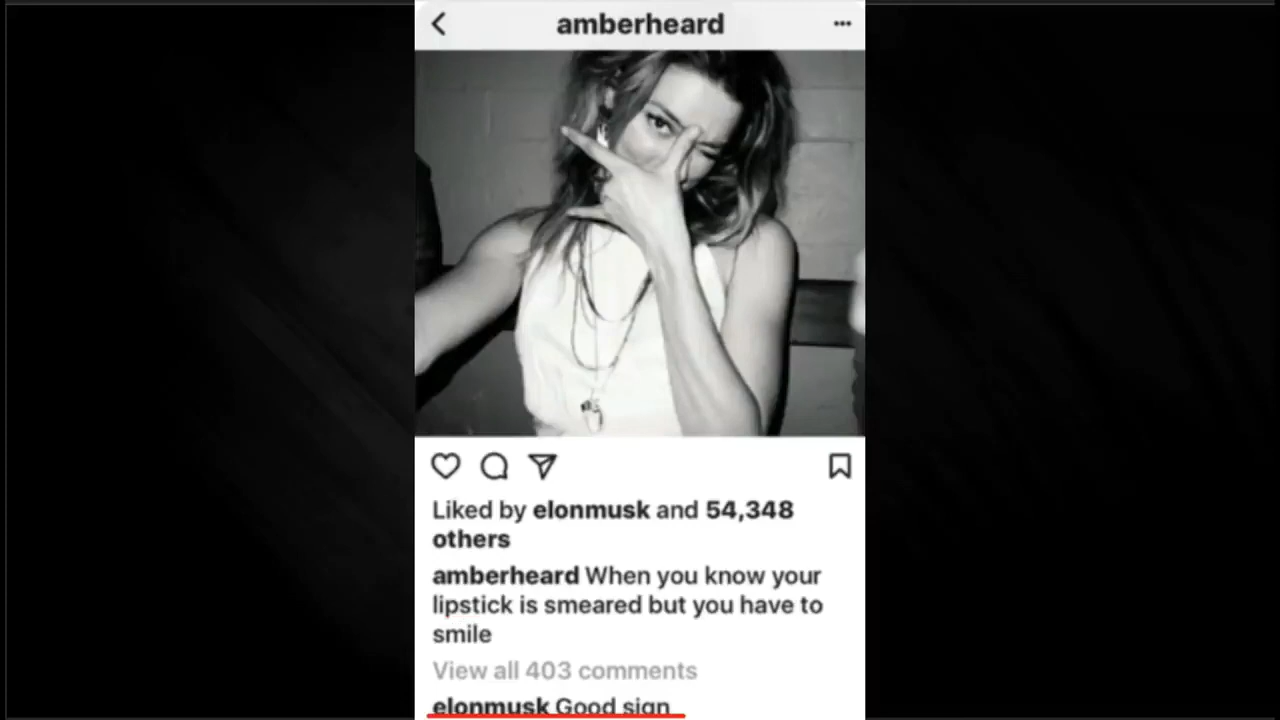 amberheard
Liked by elonmusk and 54,348
others
amberheard When you know your
lipstick is smeared but you have to
smile
View all 403 comments
elonmusk Good sign